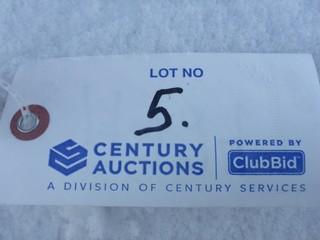 LOT NO
5.
CENTURY
AUCTIONS
POWERED BY
ClubBid
A DIVISION OF CENTURY SERVICES